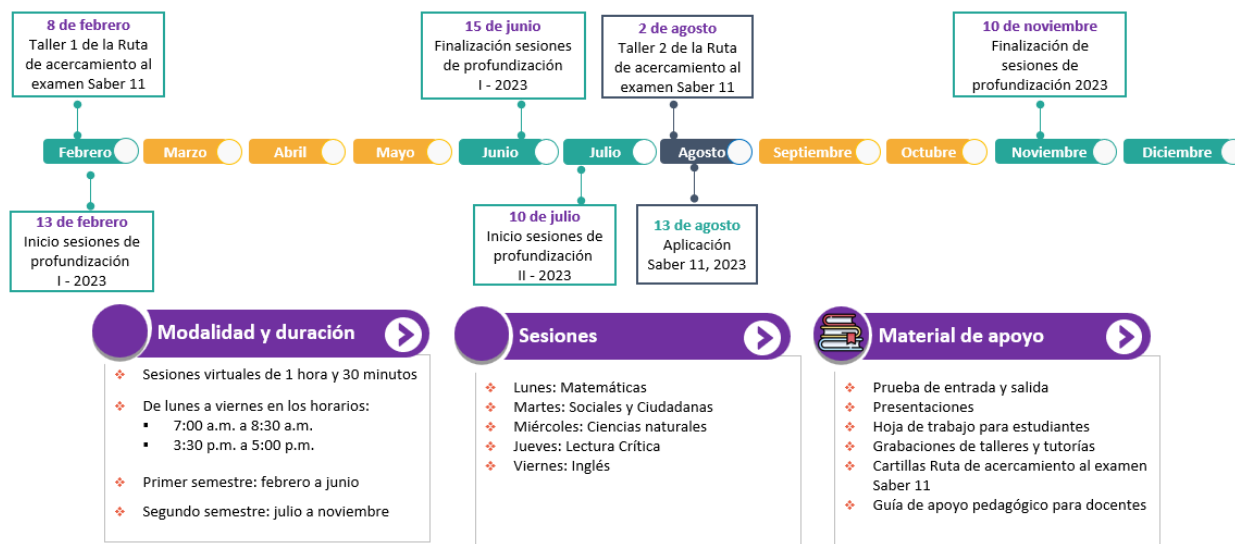 8 de febrero
Taller 1 de la Ruta
de acercamiento al
examen Saber 11
15 de junio
Finalización sesiones
de profundización
I - 2023
2 de agosto
Taller 2 de la Ruta
de acercamiento al
examen Saber 11
10 de noviembre
Finalización de
sesiones de
profundización 2023
Febrero
Marzo
Abril
Mayo
Junio
Julio
Agosto
Septiembre
Octubre
Noviembre
Diciembre
13 de febrero
Inicio sesiones de
profundización
I - 2023
10 de julio
Inicio sesiones de
profundización
II - 2023
13 de agosto
Aplicación
Saber 11, 2023
Modalidad y duración
Sesiones virtuales de 1 hora y 30 minutos
De lunes a viernes en los horarios:
7:00 a.m. a 8:30 a.m.
3:30 p.m. a 5:00 p.m.
Primer semestre: febrero a junio
Segundo semestre: julio a noviembre
Sesiones
Lunes: Matemáticas
Martes: Sociales y Ciudadanas
Miércoles: Ciencias naturales
Jueves: Lectura Crítica
Viernes: Inglés
Material de apoyo
Prueba de entrada y salida
Presentaciones
Hoja de trabajo para estudiantes
Grabaciones de talleres y tutorías
Cartillas Ruta de acercamiento al examen
Saber 11
Guía de apoyo pedagógico para docentes